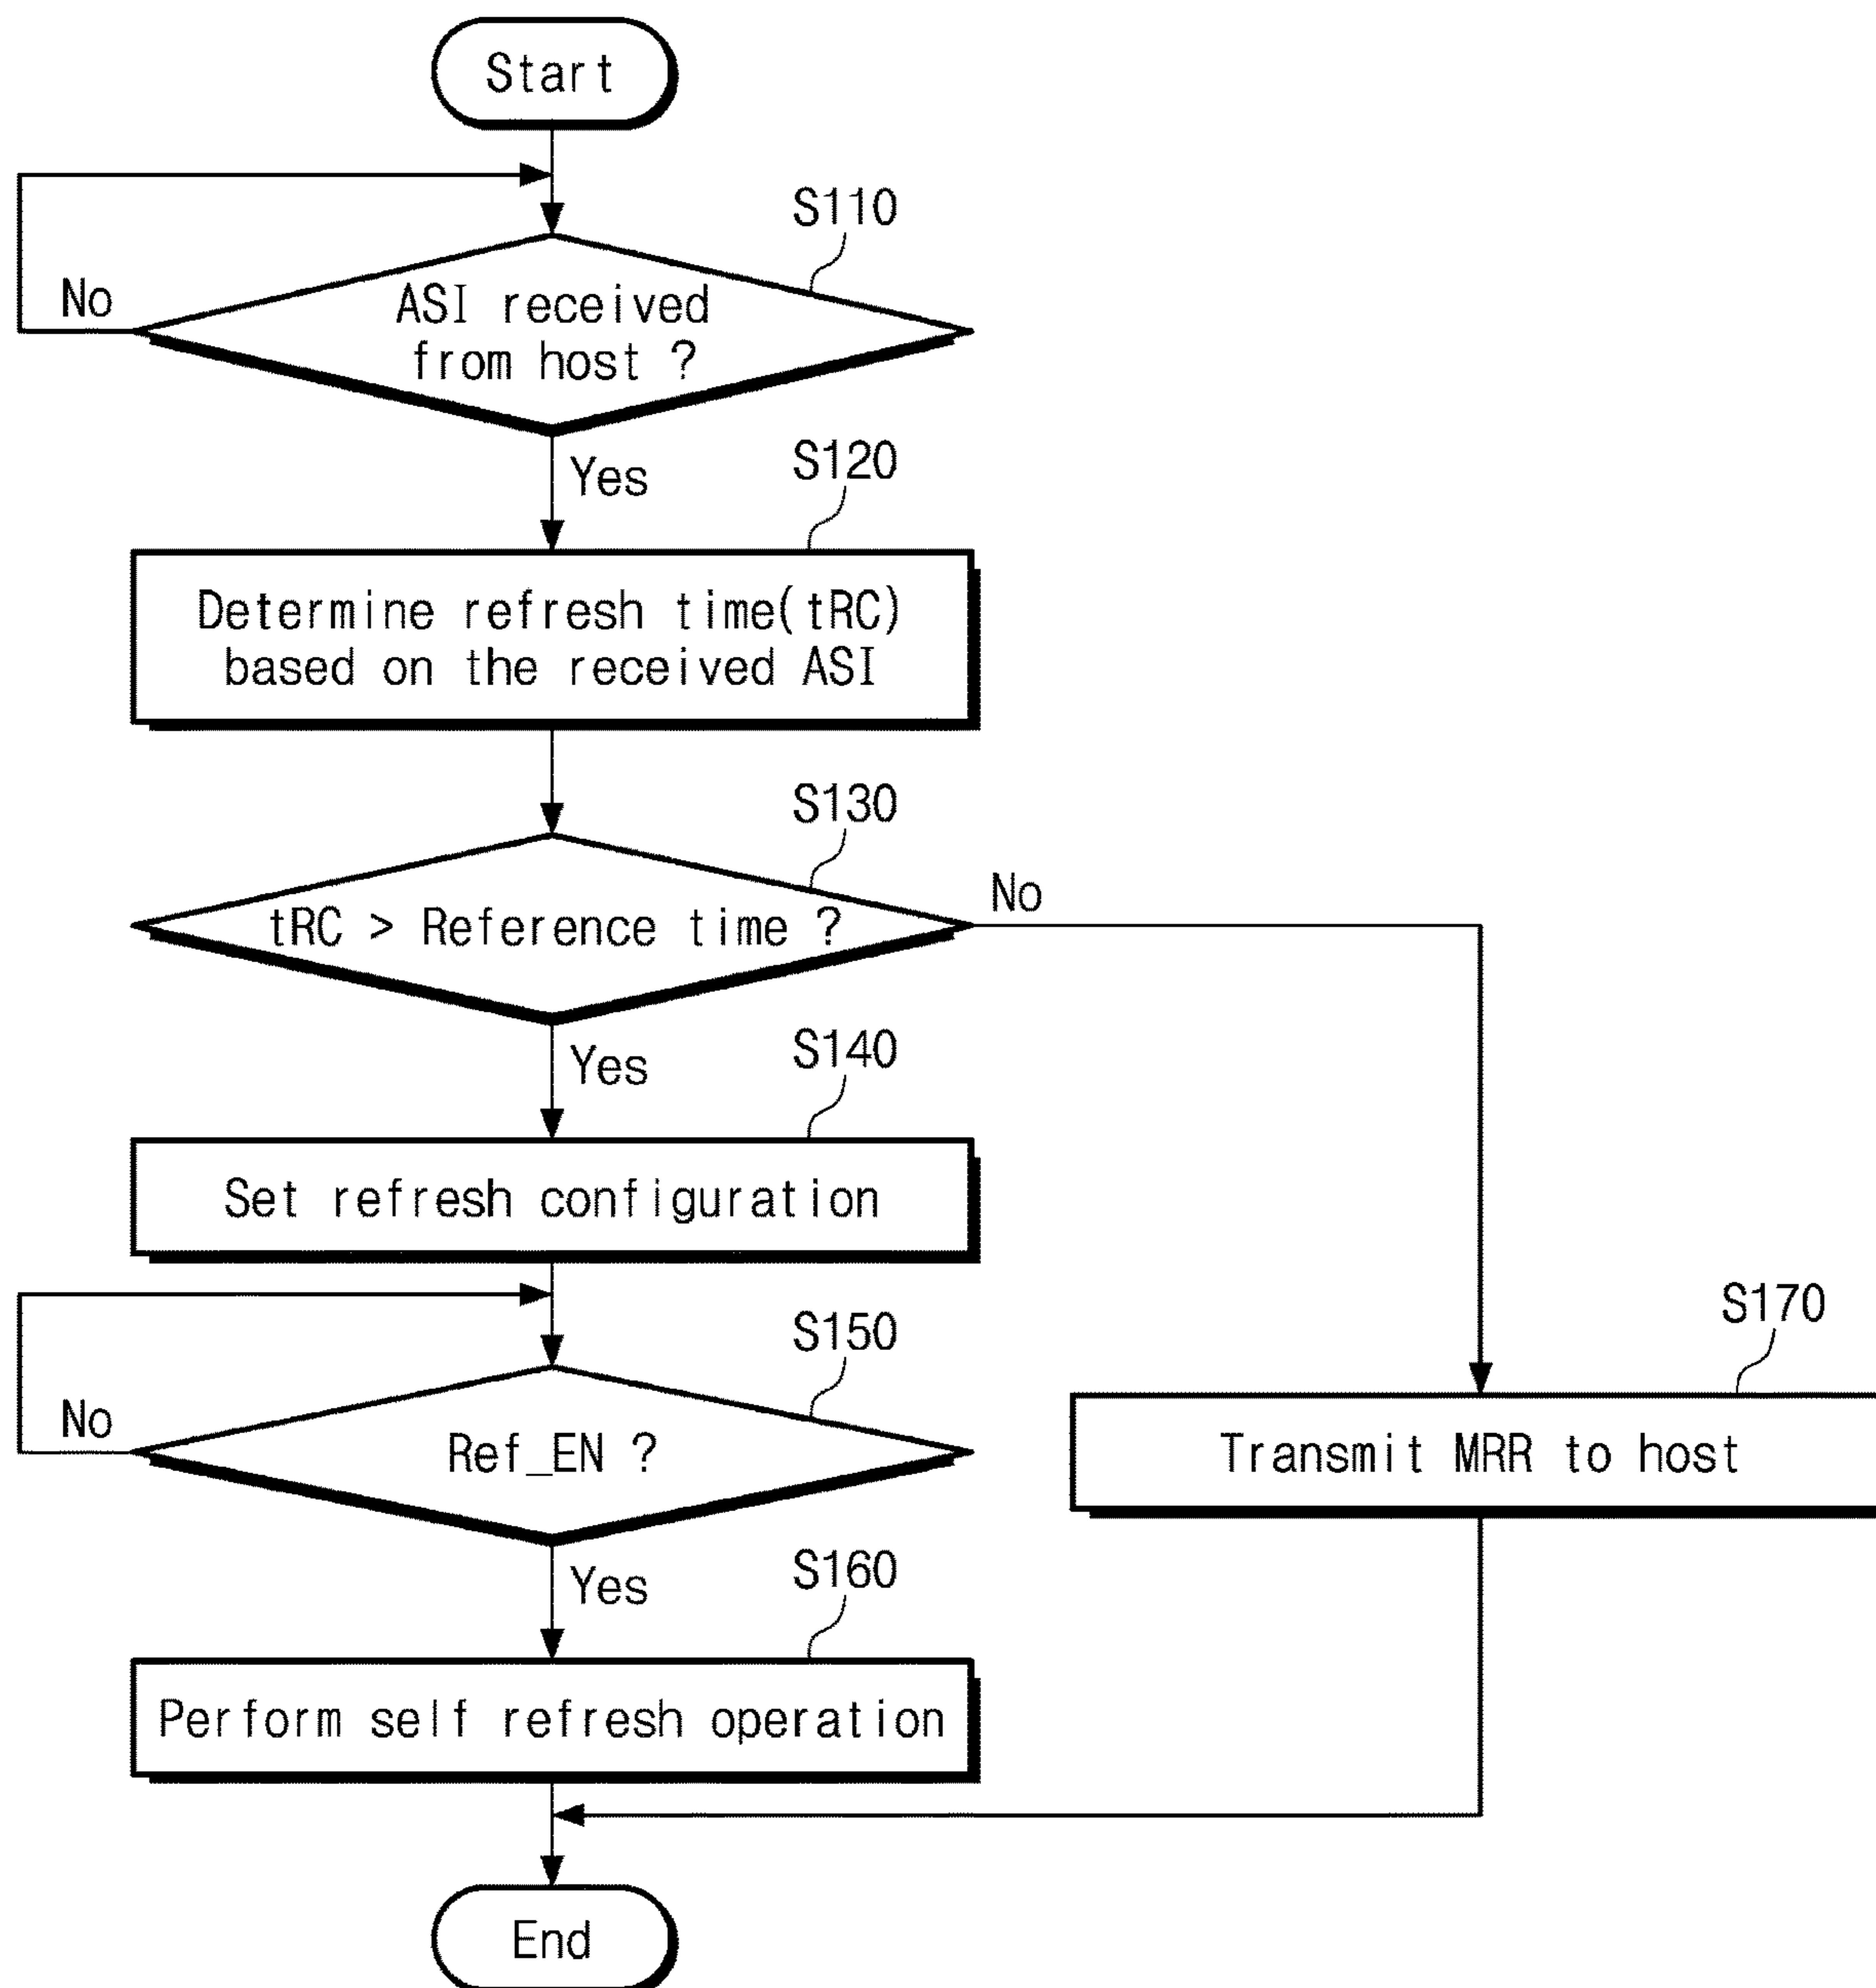 Start
S110
No
ASI received
from host ?
Yes
S120
Determine refresh time(tRC)
based on the received ASI
S130
No
tRC > Reference time ?
Yes
S140
Set refresh configuration
S150
S170
No
Ref_EN ?
Transmit MRR to host
Yes
S160
Perform self refresh operation
End